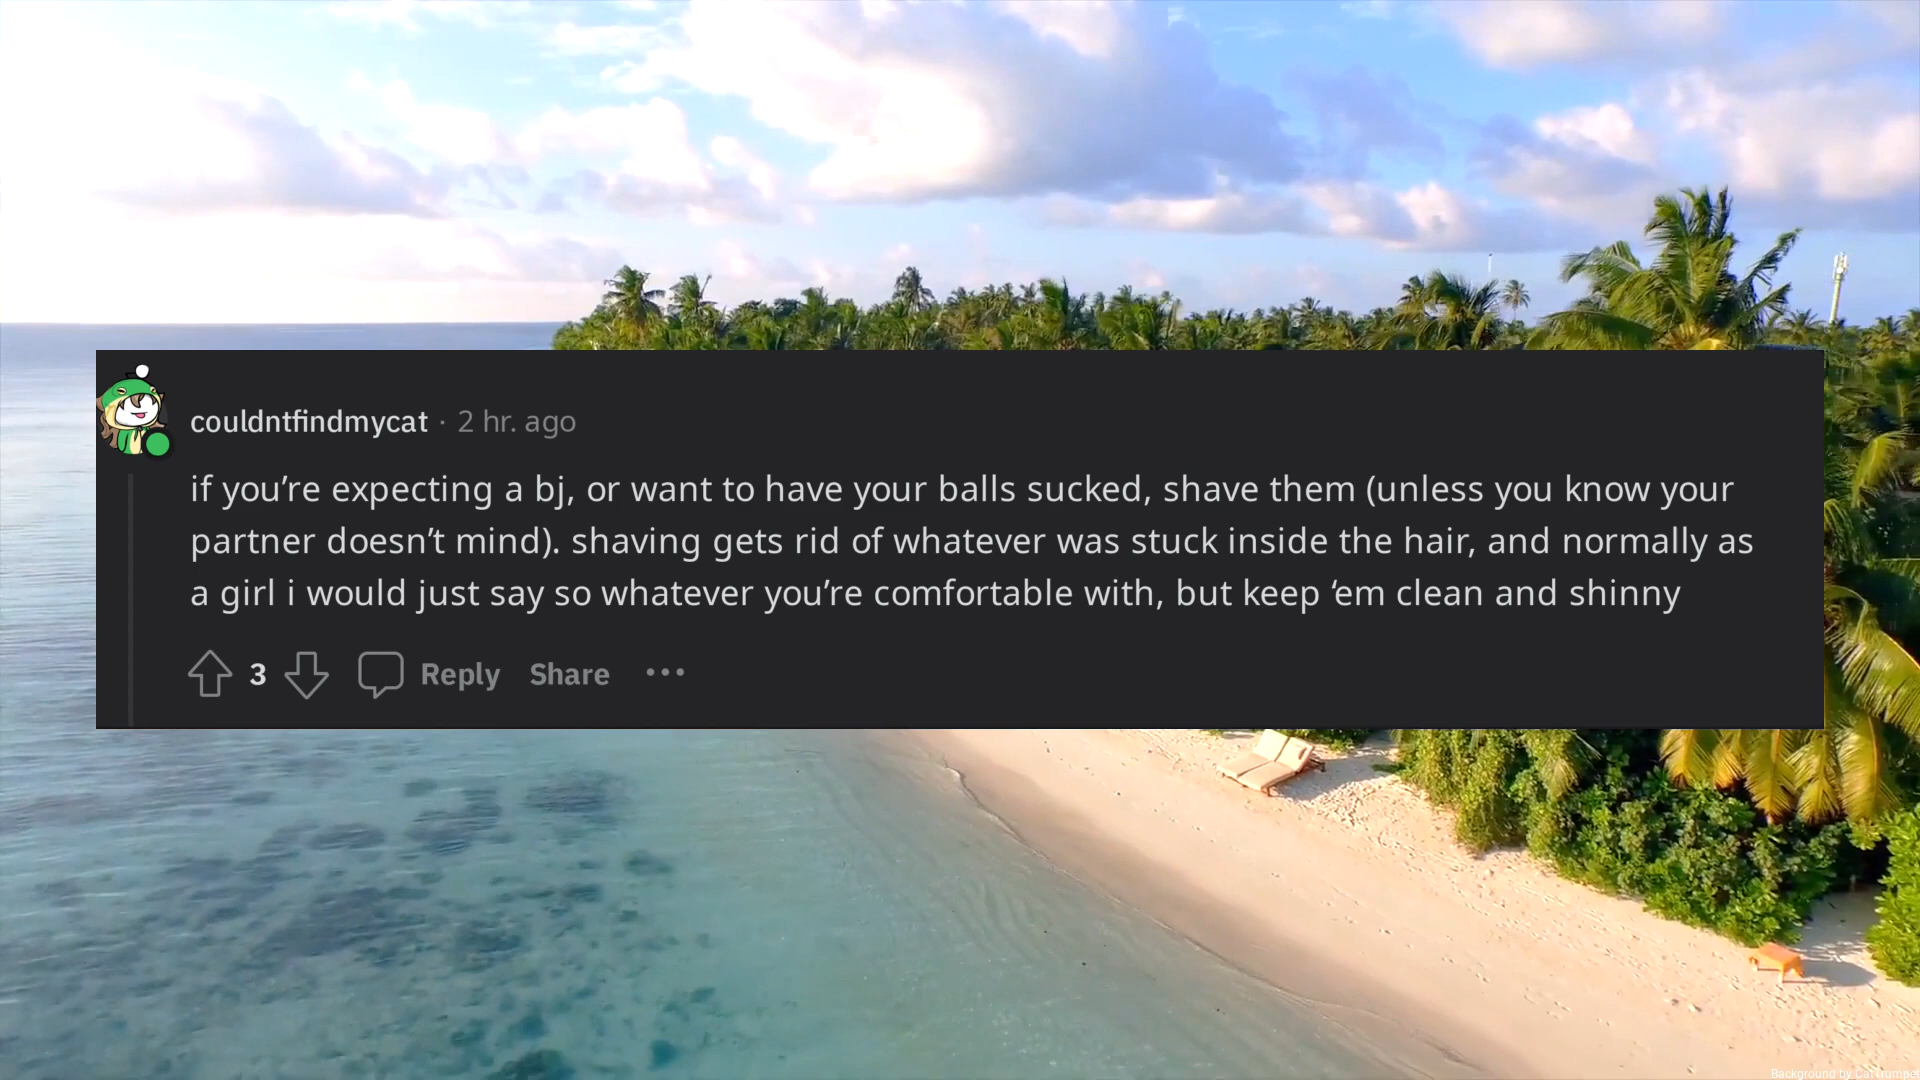 couldntfindmycat · 2 hr. ago
if you’re expecting a bj, or want to have your balls sucked, shave them (unless you know your
partner doesn’t mind). shaving gets rid of whatever was stuck inside the hair, and normally as
a girl i would just say so whatever you’re comfortable with, but keep ‘em clean and shinny
3 Reply Share ···
Background by CatTrumpet